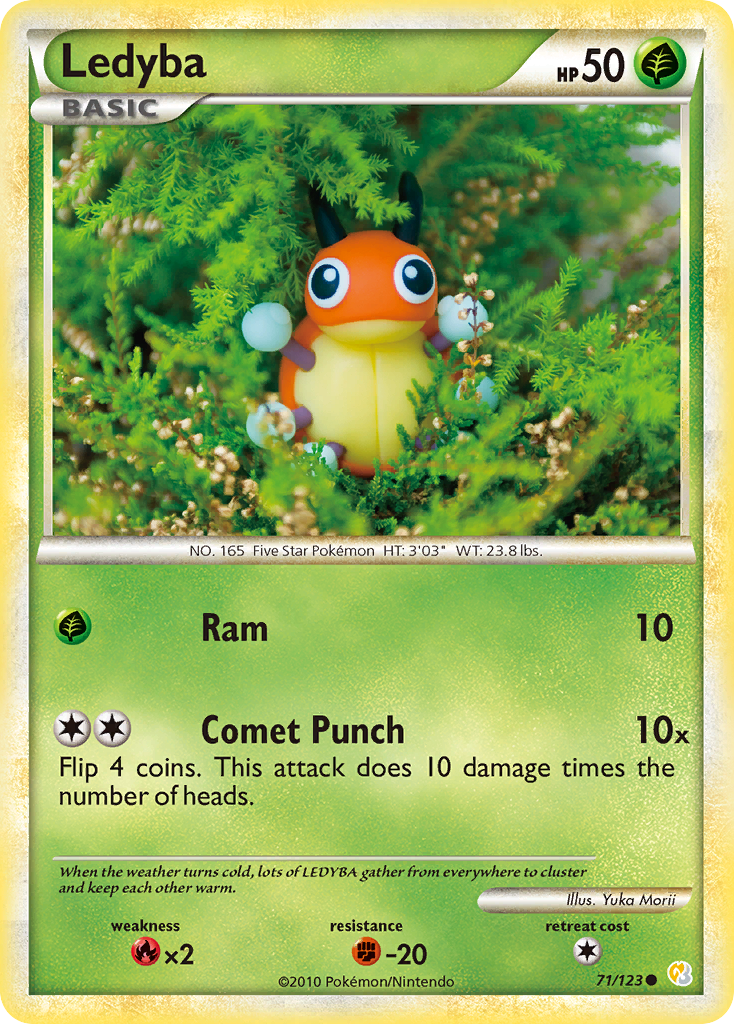 Ledyba
HP 50
BASIC
NO. 165 Five Star Pokémon HT: 3'03" WT: 23.8 lbs.
Ram 10
Comet Punch 10x
Flip 4 coins. This attack does 10 damage times the
number of heads.
When the weather turns cold, lots of LEDYBA gather from everywhere to cluster
and keep each other warm.
Illus. Yuka Morii
weakness resistance retreat cost
×2 -20
©2010 Pokémon/Nintendo 71/123